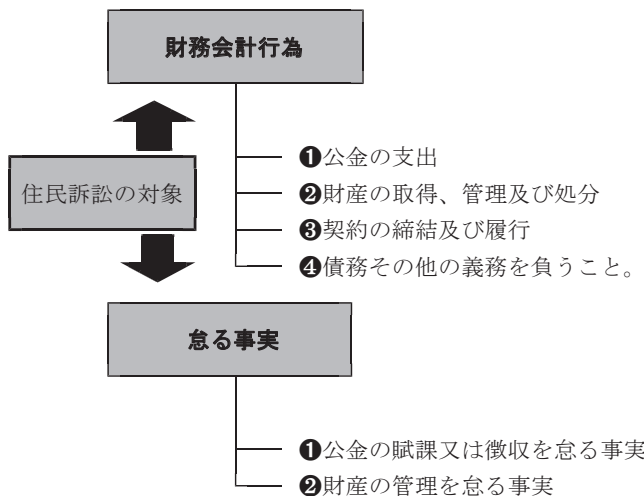 財務会計行為
住民訴訟の対象
❶公金の支出
❷財産の取得、管理及び処分
❸契約の締結及び履行
❹債務その他の義務を負うこと。
怠る事実
❶公金の賦課又は徴収を怠る事実
❷財産の管理を怠る事実